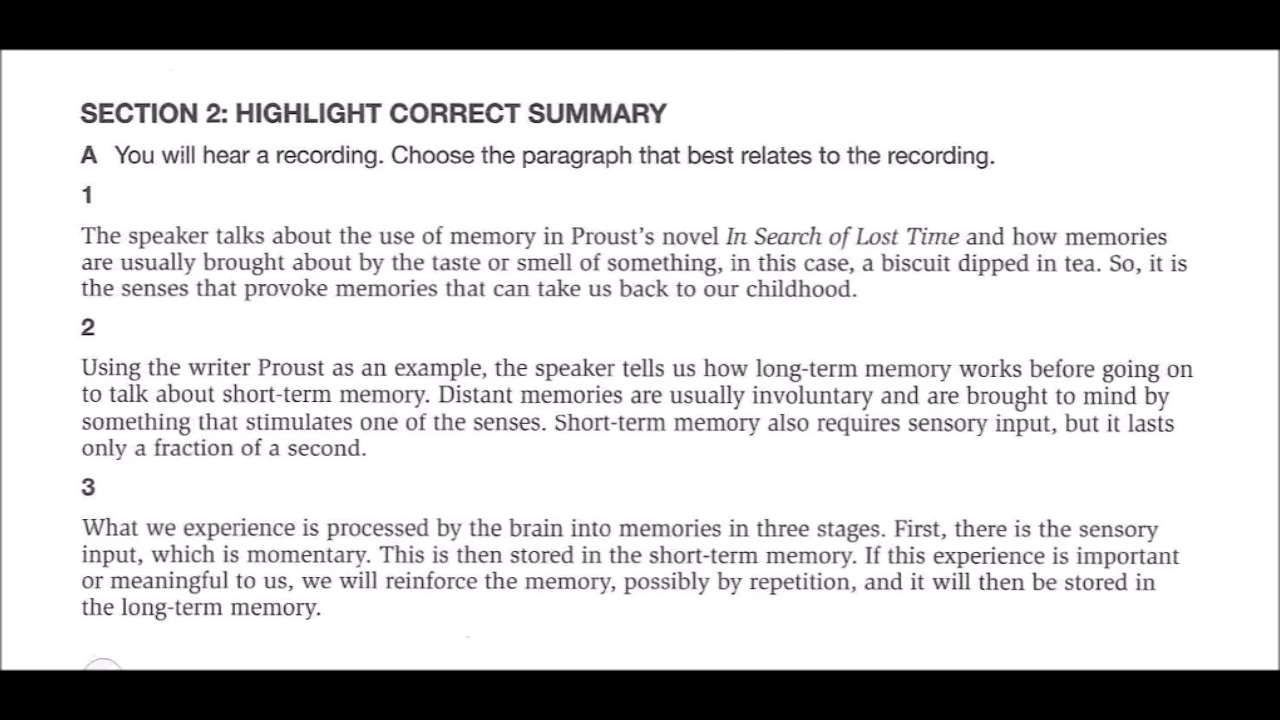 SECTION 2: HIGHLIGHT CORRECT SUMMARY
A You will hear a recording. Choose the paragraph that best relates to the recording.
1
The speaker talks about the use of memory in Proust's novel In Search of Lost Time and how memories
are usually brought about by the taste or smell of something, in this case, a biscuit dipped in tea. So, it is
the senses that provoke memories that can take us back to our childhood.
2
Using the writer Proust as an example, the speaker tells us how long-term memory works before going on
to talk about short-term memory. Distant memories are usually involuntary and are brought to mind by
something that stimulates one of the senses. Short-term memory also requires sensory input, but it lasts
only a fraction of a second.
3
What we experience is processed by the brain into memories in three stages. First, there is the sensory
input, which is momentary. This is then stored in the short-term memory. If this experience is important
or meaningful to us, we will reinforce the memory, possibly by repetition, and it will then be stored in
the long-term memory.